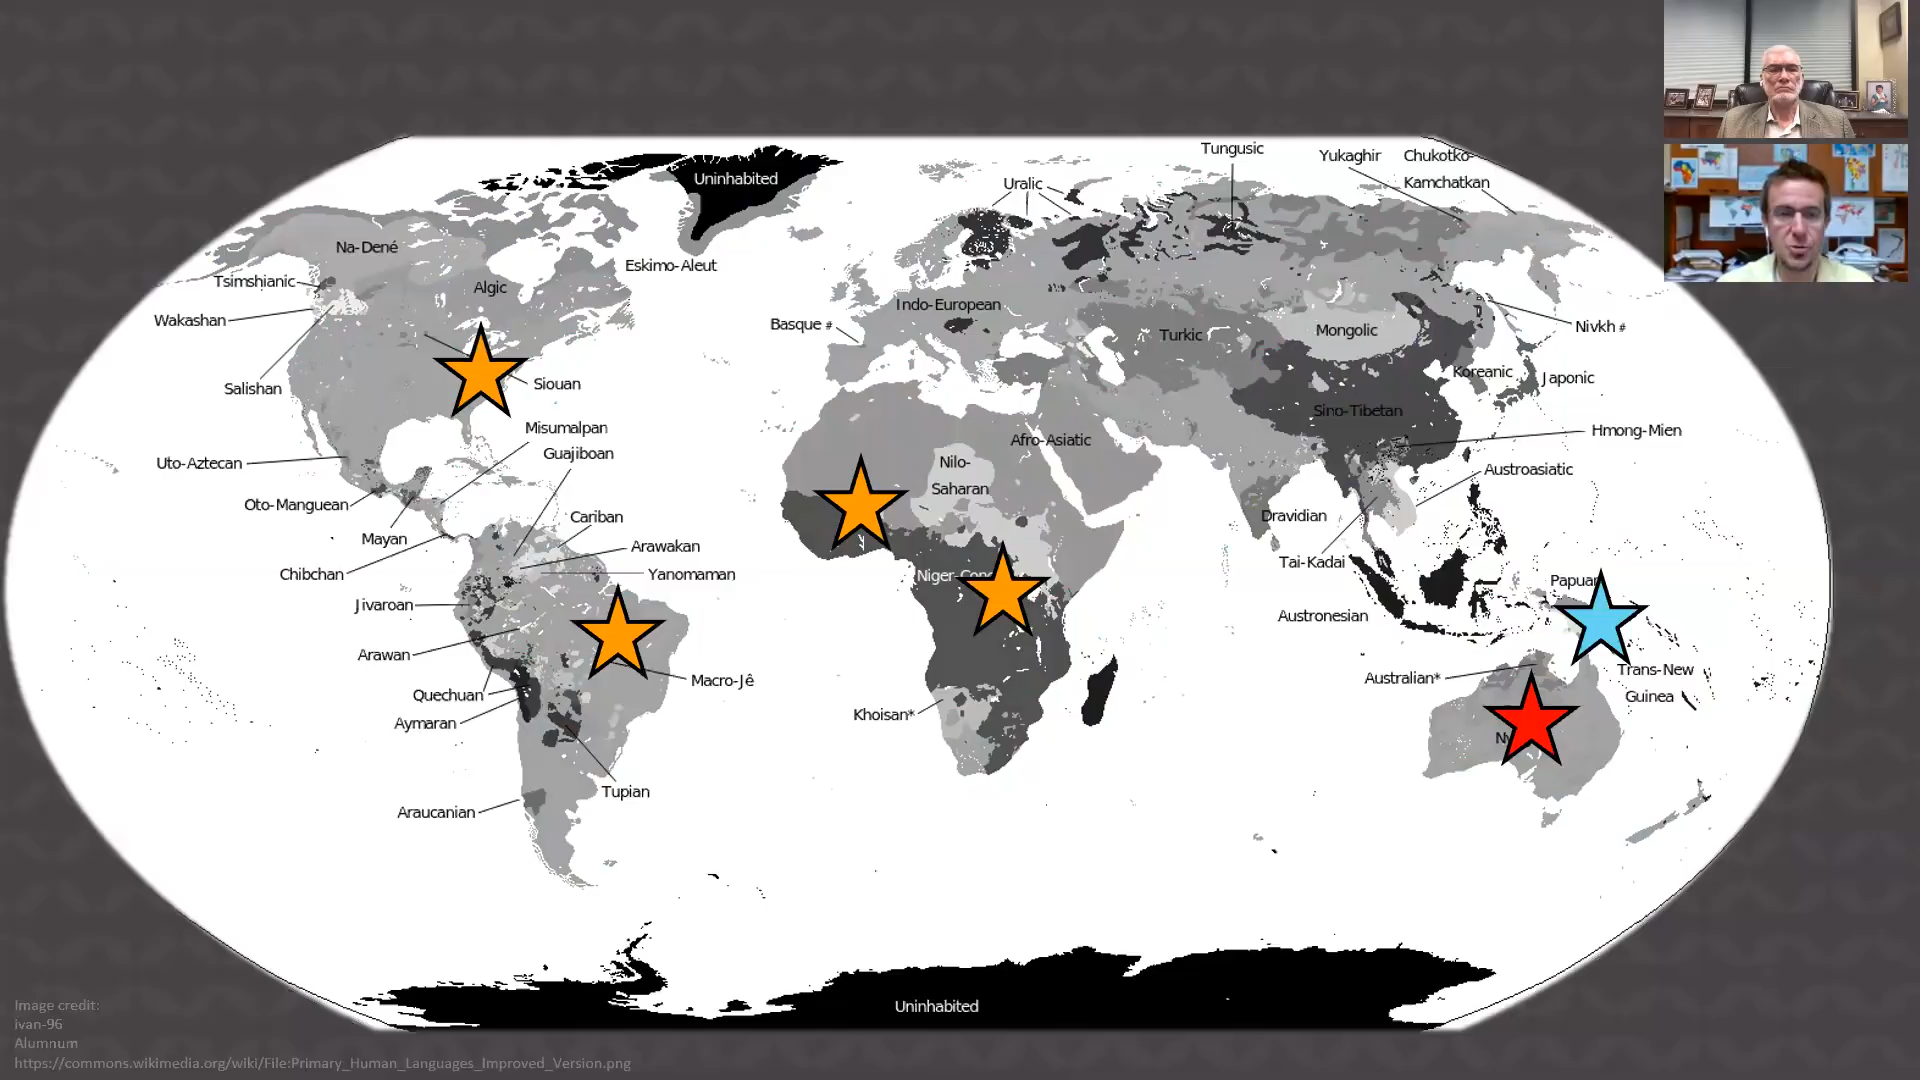 Uninhabited
Tungusic
Yukaghir
Chukotko-
Kamchatkan
Uralic
Na-Dené
Eskimo-Aleut
Tsimshianic
Algic
Indo-European
Wakashan
Basque #
Turkic
Mongolic
Nivkh #
Salishan
Siouan
Koreanic
Japonic
Sino-Tibetan
Misumalpan
Hmong-Mien
Guajiboan
Afro-Asiatic
Uto-Aztecan
Nilo-
Saharan
Austroasiatic
Oto-Manguean
Cariban
Dravidian
Mayan
Arawakan
Tai-Kadai
Chibchan
Yanomaman
Niger-Cong
Papuan
Jivaroan
Austronesian
Arawan
Macro-Jê
Australian*
Trans-New
Guinea
Quechuan
Aymaran
Khoisan*
Ny
Tupian
Araucanian
Uninhabited
Image credit:
ivan-96
Alumnum
https://commons.wikimedia.org/wiki/File:Primary_Human_Languages_Improved_Version.png